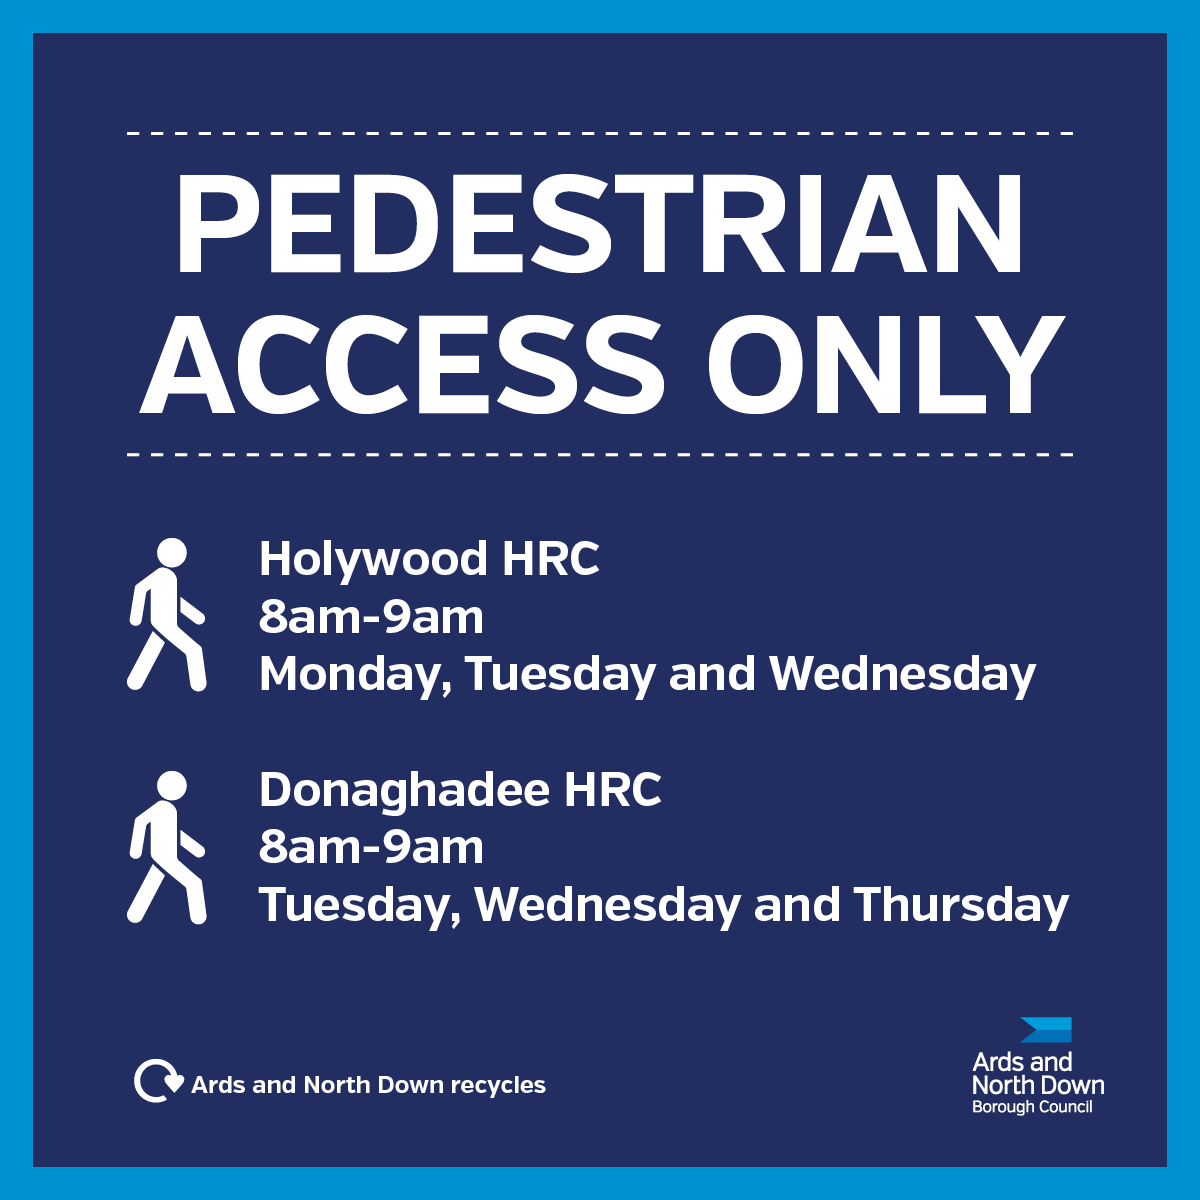 PEDESTRIAN
ACCESS ONLY
Holywood HRC
8am-9am
Monday, Tuesday and Wednesday
Donaghadee HRC
8am-9am
Tuesday, Wednesday and Thursday
Ards and North Down recycles
Ards and
North Down
Borough Council